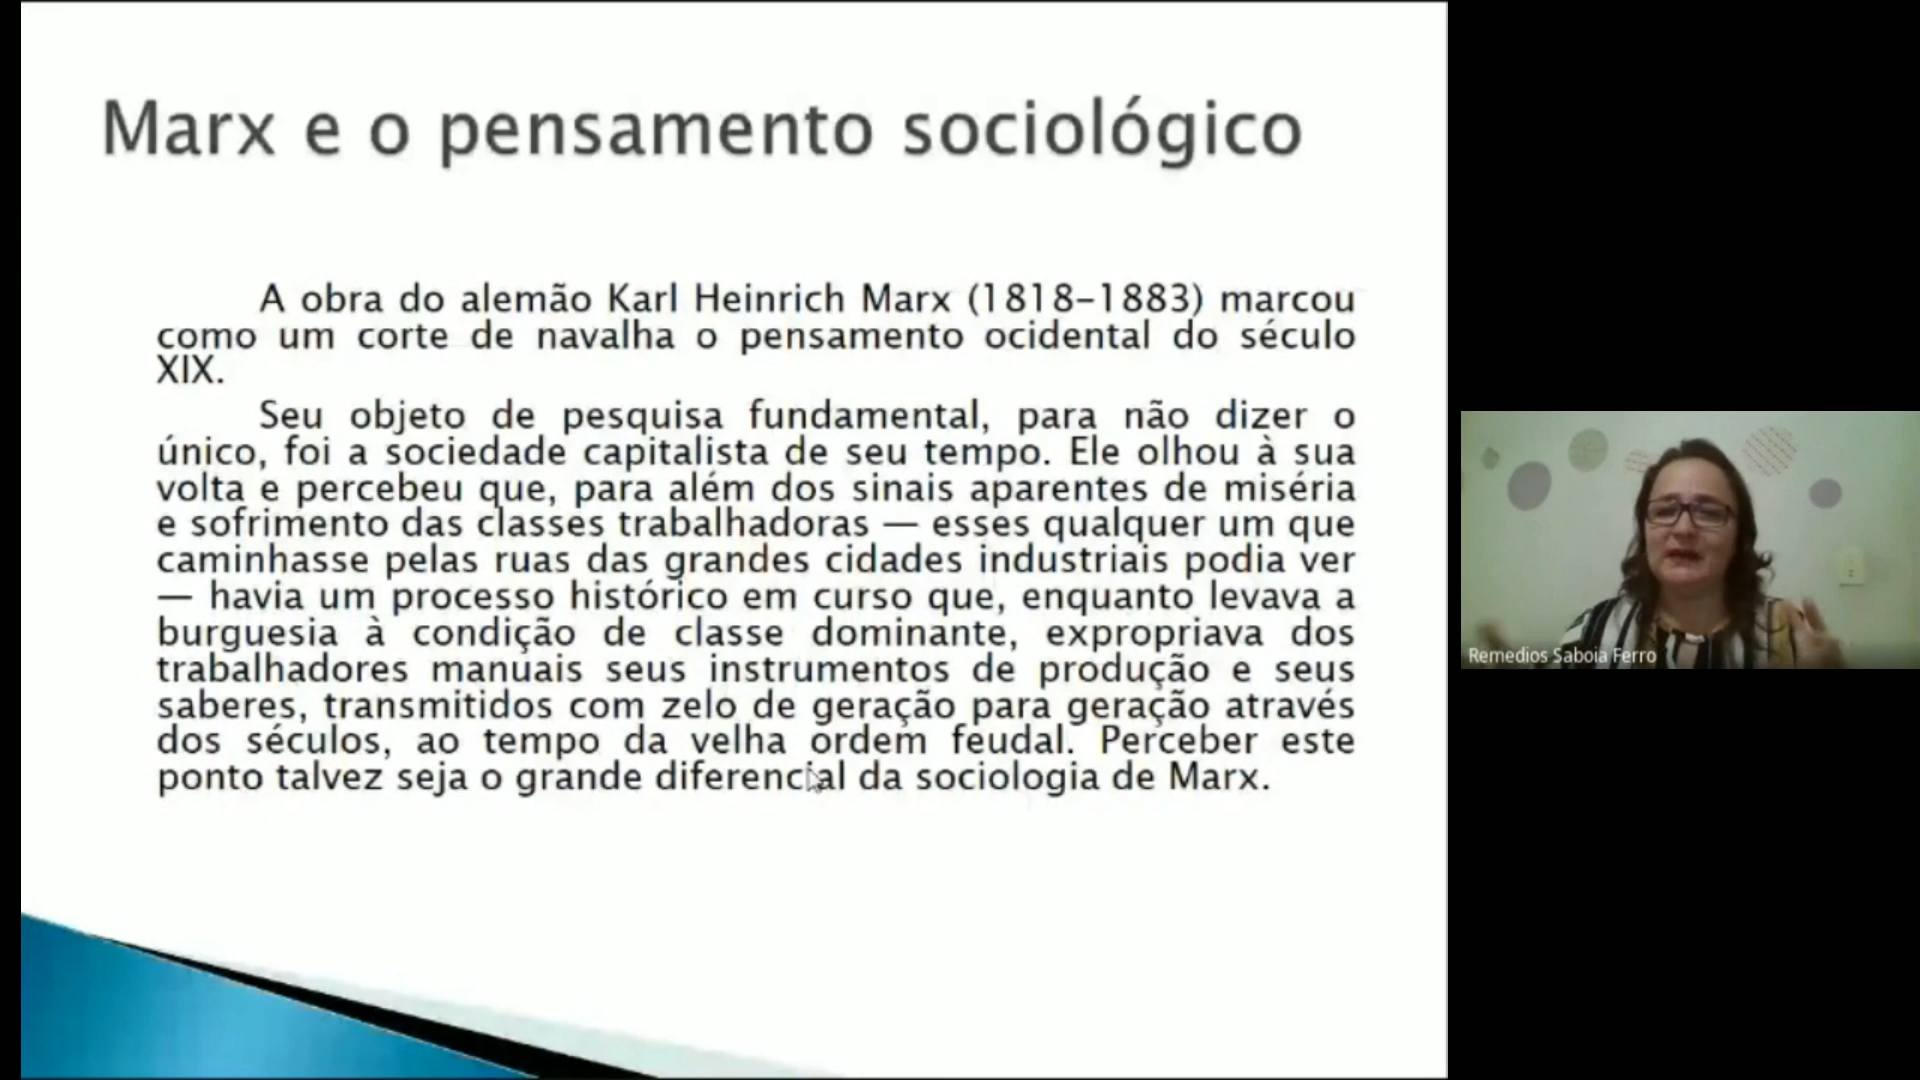 Marx e o pensamento sociológico
A obra do alemão Karl Heinrich Marx (1818–1883) marcou
como um corte de navalha o pensamento ocidental do século
XIX.
Seu objeto de pesquisa fundamental, para não dizer o
único, foi a sociedade capitalista de seu tempo. Ele olhou à sua
volta e percebeu que, para além dos sinais aparentes de miséria
e sofrimento das classes trabalhadoras — esses qualquer um que
caminhasse pelas ruas das grandes cidades industriais podia ver
— havia um processo histórico em curso que, enquanto levava a
burguesia à condição de classe dominante, expropriava dos
trabalhadores manuais seus instrumentos de produção e seus
saberes, transmitidos com zelo de geração para geração através
dos séculos, ao tempo da velha ordem feudal. Perceber este
ponto talvez seja o grande diferencial da sociologia de Marx.
Remedios Saboia Ferro